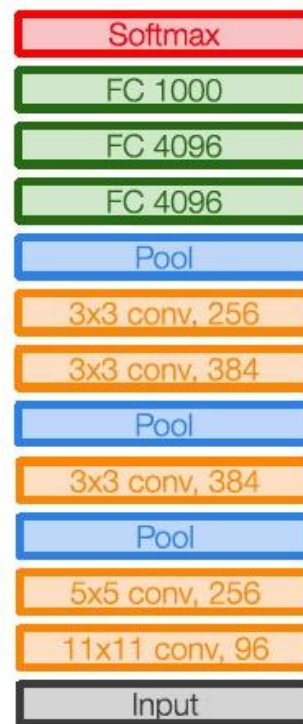 Softmax
FC 1000
FC 4096
FC 4096
Pool
3x3 conv, 256
3x3 conv, 384
Pool
3x3 conv, 384
Pool
5x5 conv, 256
11x11 conv, 96
Input